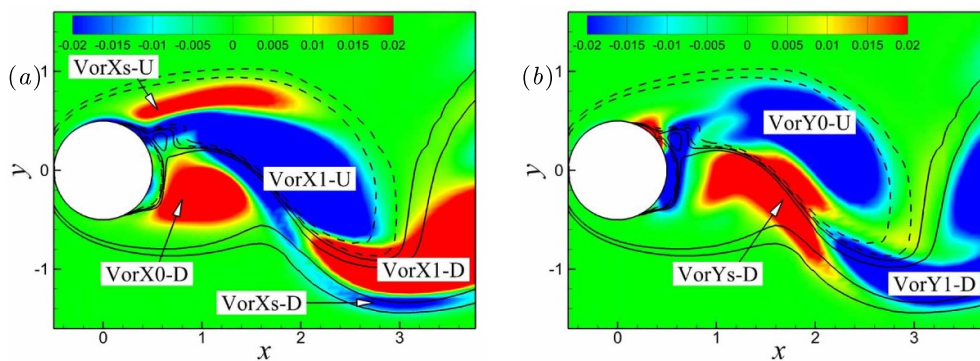 -0.02 -0.015 -0.01 -0.005 0 0.005 0.01 0.015 0.02
(a)
VorXs-U
VorX1-U
VorX0-D
VorX1-D
VorXs-D
y
1
0
-1
0 1 2 3
x
-0.02 -0.015 -0.01 -0.005 0 0.005 0.01 0.015 0.02
(b)
VorY0-U
VorYs-D
VorY1-D
y
1
0
-1
0 1 2 3
x